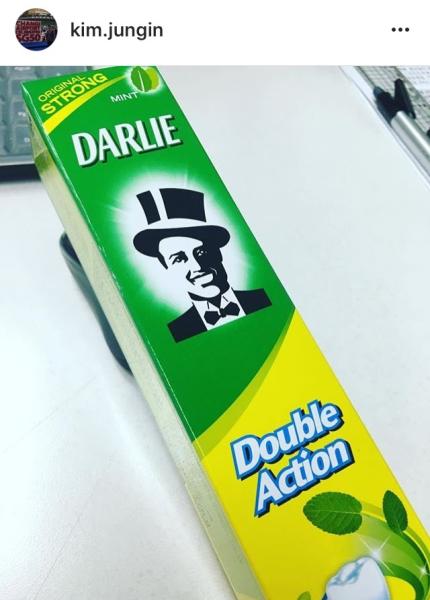 kim.jungin
ORIGINAL
STRONG
MINT
DARLIE
Double
Action